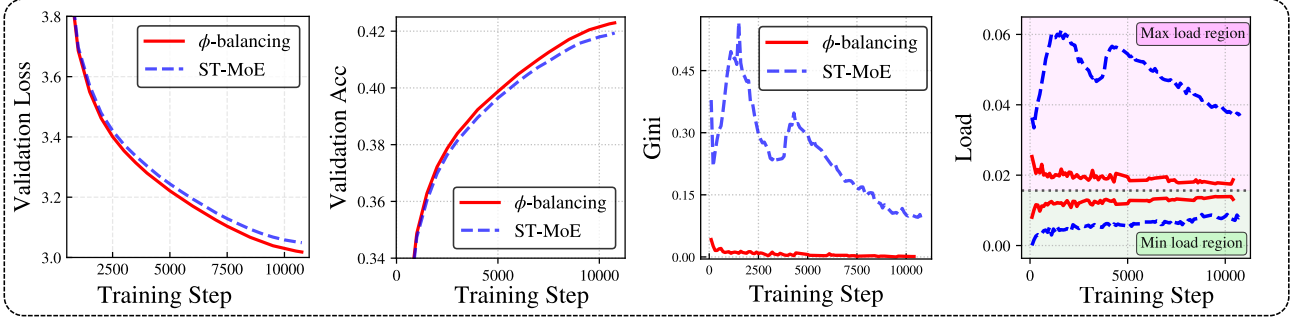 Validation Loss
3.8
3.6
3.4
3.2
3.0
ϕ-balancing
ST-MoE
2500
5000
7500
10000
Training Step
Validation Acc
0.42
0.40
0.38
0.36
0.34
ϕ-balancing
ST-MoE
0
5000
10000
Training Step
Gini
0.45
0.30
0.15
0.00
ϕ-balancing
ST-MoE
0
2500
5000
7500
10000
Training Step
Load
0.06
0.04
0.02
0.00
Max load region
Min load region
0
5000
10000
Training Step